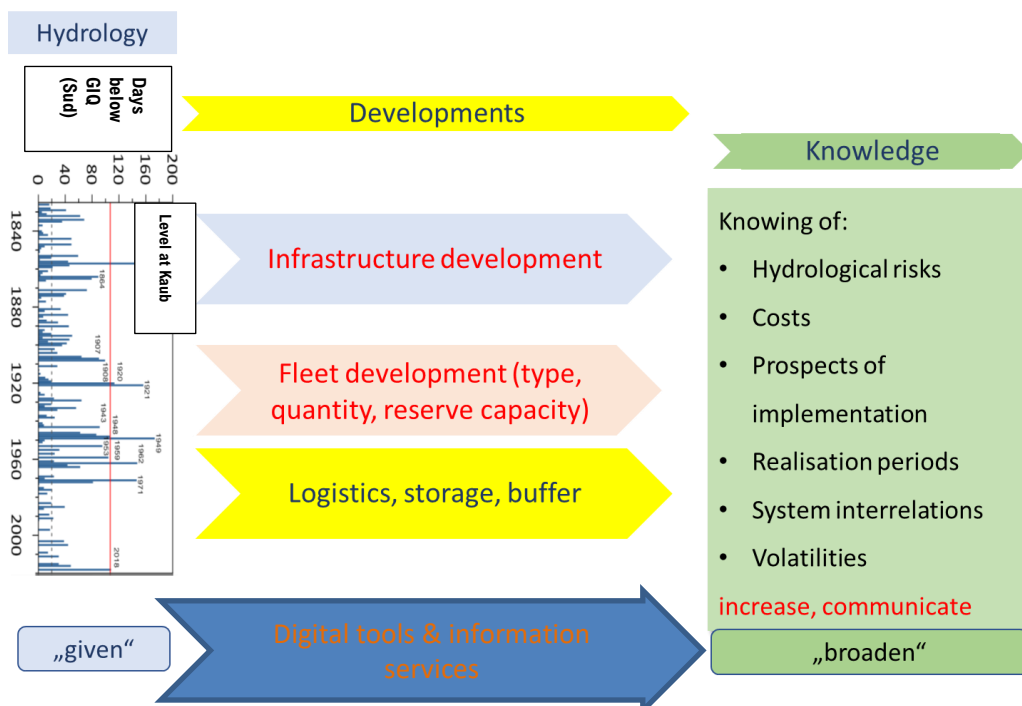 Hydrology
Days
below
GlQ
(Sud)
Developments
Knowledge
0 40 80 120 160 200
Level at Kaub
1840
1880
1920
1960
2000
1864
1907
1908
1920
1921
1943
1948
1949
1953
1959
1962
1971
2018
Infrastructure development
Fleet development (type,
quantity, reserve capacity)
Logistics, storage, buffer
Knowing of:
• Hydrological risks
• Costs
• Prospects of
implementation
• Realisation periods
• System interrelations
• Volatilities
increase, communicate
„given“
Digital tools & information
services
„broaden“